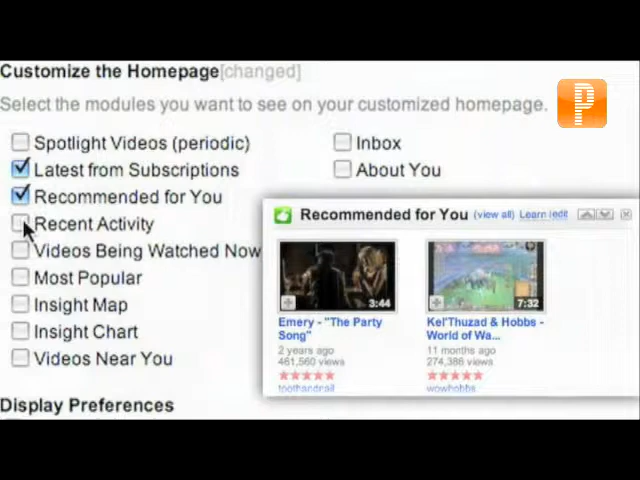 Customize the Homepage[changed]
Select the modules you want to see on your customized homepage.
P
Spotlight Videos (periodic)
Inbox
Latest from Subscriptions
About You
Recommended for You
Recent Activity
Videos Being Watched Now
Most Popular
Insight Map
Insight Chart
Videos Near You
Display Preferences
Recommended for You (view all) Learn edit
3:44
7:32
Emery - "The Party
Song"
2 years ago
461,560 views
toothandnail
Kel'Thuzad & Hobbs -
World of Wa...
11 months ago
274,386 views
wowhobbs